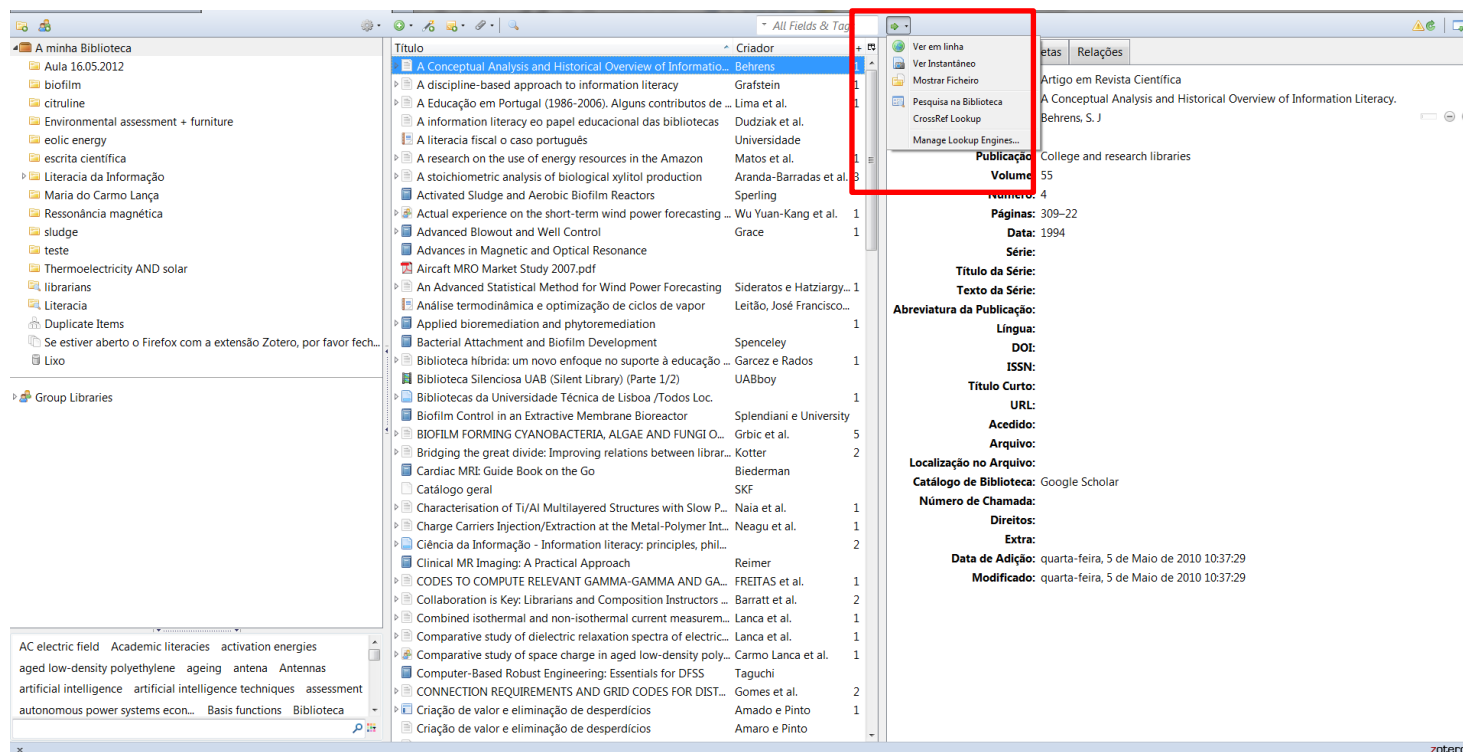 All Fields & Tag
A minha Biblioteca
Aula 16.05.2012
biofilm
citruline
Environmental assessment + furniture
eolic energy
escrita científica
Literacia da Informação
Maria do Carmo Lança
Ressonância magnética
sludge
teste
Thermoelectricity AND solar
librarians
Literacia
Duplicate Items
Se estiver aberto o Firefox com a extensão Zotero, por favor fech...
Lixo
Group Libraries
AC electric field Academic literacies activation energies
aged low-density polyethylene ageing antena Antennas
artificial intelligence artificial intelligence techniques assessment
autonomous power systems econ... Basis functions Biblioteca
Título Criador +
A Conceptual Analysis and Historical Overview of Informatio... Behrens 1
A discipline-based approach to information literacy Grafstein 1
A Educação em Portugal (1986-2006). Alguns contributos de ... Lima et al. 1
A information literacy eo papel educacional das bibliotecas Dudziak et al.
A literacia fiscal o caso português Universidade
A research on the use of energy resources in the Amazon Matos et al. 1
A stoichiometric analysis of biological xylitol production Aranda-Barradas et al. 3
Activated Sludge and Aerobic Biofilm Reactors Sperling
Actual experience on the short-term wind power forecasting ... Wu Yuan-Kang et al. 1
Advanced Blowout and Well Control Grace 1
Advances in Magnetic and Optical Resonance
Aircaft MRO Market Study 2007.pdf
An Advanced Statistical Method for Wind Power Forecasting Sideratos e Hatziargy... 1
Análise termodinâmica e optimização de ciclos de vapor Leitão, José Francisco...
Applied bioremediation and phytoremediation 1
Bacterial Attachment and Biofilm Development Spenceley
Biblioteca híbrida: um novo enfoque no suporte à educação ... Garcez e Rados 1
Biblioteca Silenciosa UAB (Silent Library) (Parte 1/2) UABboy
Bibliotecas da Universidade Técnica de Lisboa /Todos Loc. 1
Biofilm Control in an Extractive Membrane Bioreactor Splendiani e University
BIOFILM FORMING CYANOBACTERIA, ALGAE AND FUNGI O... Grbic et al. 5
Bridging the great divide: Improving relations between librar... Kotter 2
Cardiac MRI: Guide Book on the Go Biederman
Catálogo geral SKF
Characterisation of Ti/Al Multilayered Structures with Slow P... Naia et al. 1
Charge Carriers Injection/Extraction at the Metal-Polymer Int... Neagu et al. 1
Ciência da Informação - Information literacy: principles, phil... 2
Clinical MR Imaging: A Practical Approach Reimer
CODES TO COMPUTE RELEVANT GAMMA-GAMMA AND GA... FREITAS et al. 1
Collaboration is Key: Librarians and Composition Instructors ... Barratt et al. 2
Combined isothermal and non-isothermal current measurem... Lanca et al. 1
Comparative study of dielectric relaxation spectra of electric... Lanca et al. 1
Comparative study of space charge in aged low-density poly... Carmo Lanca et al. 1
Computer-Based Robust Engineering: Essentials for DFSS Taguchi
CONNECTION REQUIREMENTS AND GRID CODES FOR DIST... Gomes et al. 2
Criação de valor e eliminação de desperdícios Amado e Pinto 1
Criação de valor e eliminação de desperdícios Amaro e Pinto
Ver em linha
Ver Instantâneo
Mostrar Ficheiro
Pesquisa na Biblioteca
CrossRef Lookup
Manage Lookup Engines...
etas Relações
Artigo em Revista Científica
A Conceptual Analysis and Historical Overview of Information Literacy.
Behrens, S. J
Publicação: College and research libraries
Volume: 55
Número: 4
Páginas: 309–22
Data: 1994
Série:
Título da Série:
Texto da Série:
Abreviatura da Publicação:
Língua:
DOI:
ISSN:
Título Curto:
URL:
Acedido:
Arquivo:
Localização no Arquivo:
Catálogo de Biblioteca: Google Scholar
Número de Chamada:
Direitos:
Extra:
Data de Adição: quarta-feira, 5 de Maio de 2010 10:37:29
Modificado: quarta-feira, 5 de Maio de 2010 10:37:29
zotero